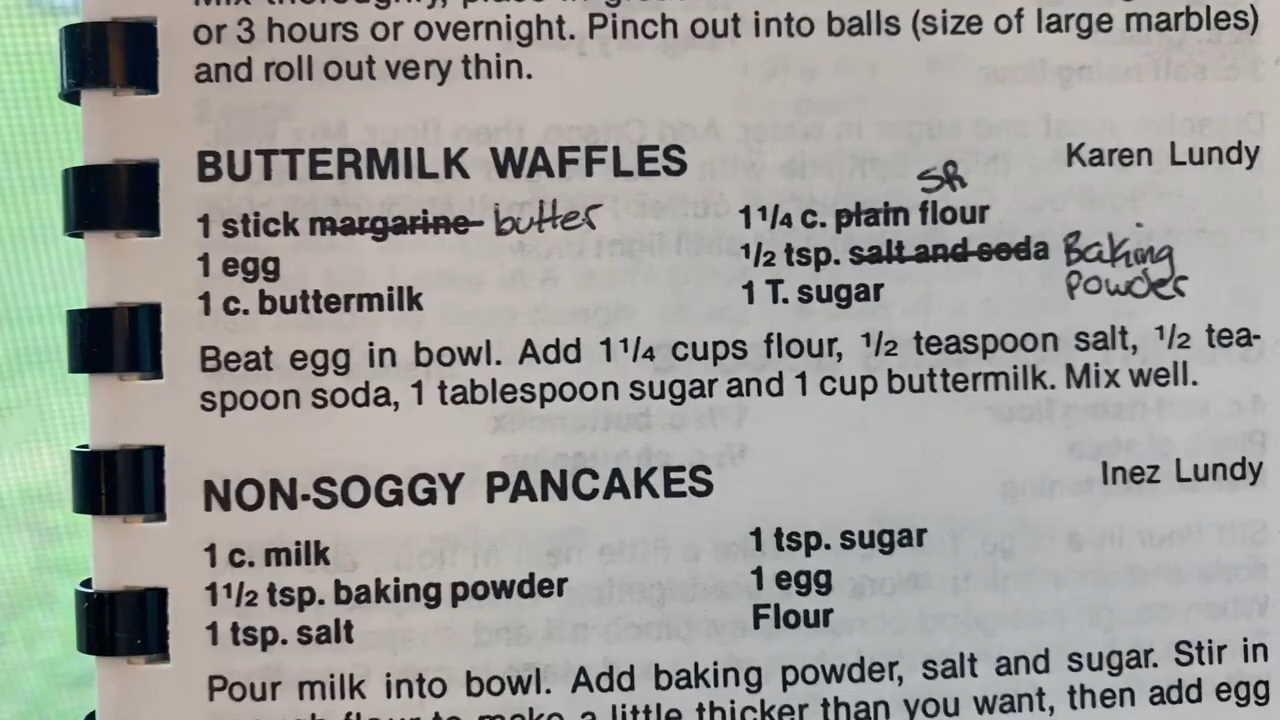 or 3 hours or overnight. Pinch out into balls (size of large marbles)
and roll out very thin.
BUTTERMILK WAFFLES Karen Lundy
SR
1 stick margarine butter 1 1/4 c. plain flour
1 egg 1/2 tsp. salt and soda Baking
Powder
1 c. buttermilk 1 T. sugar
Beat egg in bowl. Add 1 1/4 cups flour, 1/2 teaspoon salt, 1/2 tea-
spoon soda, 1 tablespoon sugar and 1 cup buttermilk. Mix well.
NON-SOGGY PANCAKES Inez Lundy
1 c. milk 1 tsp. sugar
1 1/2 tsp. baking powder 1 egg
1 tsp. salt Flour
Pour milk into bowl. Add baking powder, salt and sugar. Stir in
flour to make a little thicker than you want, then add egg